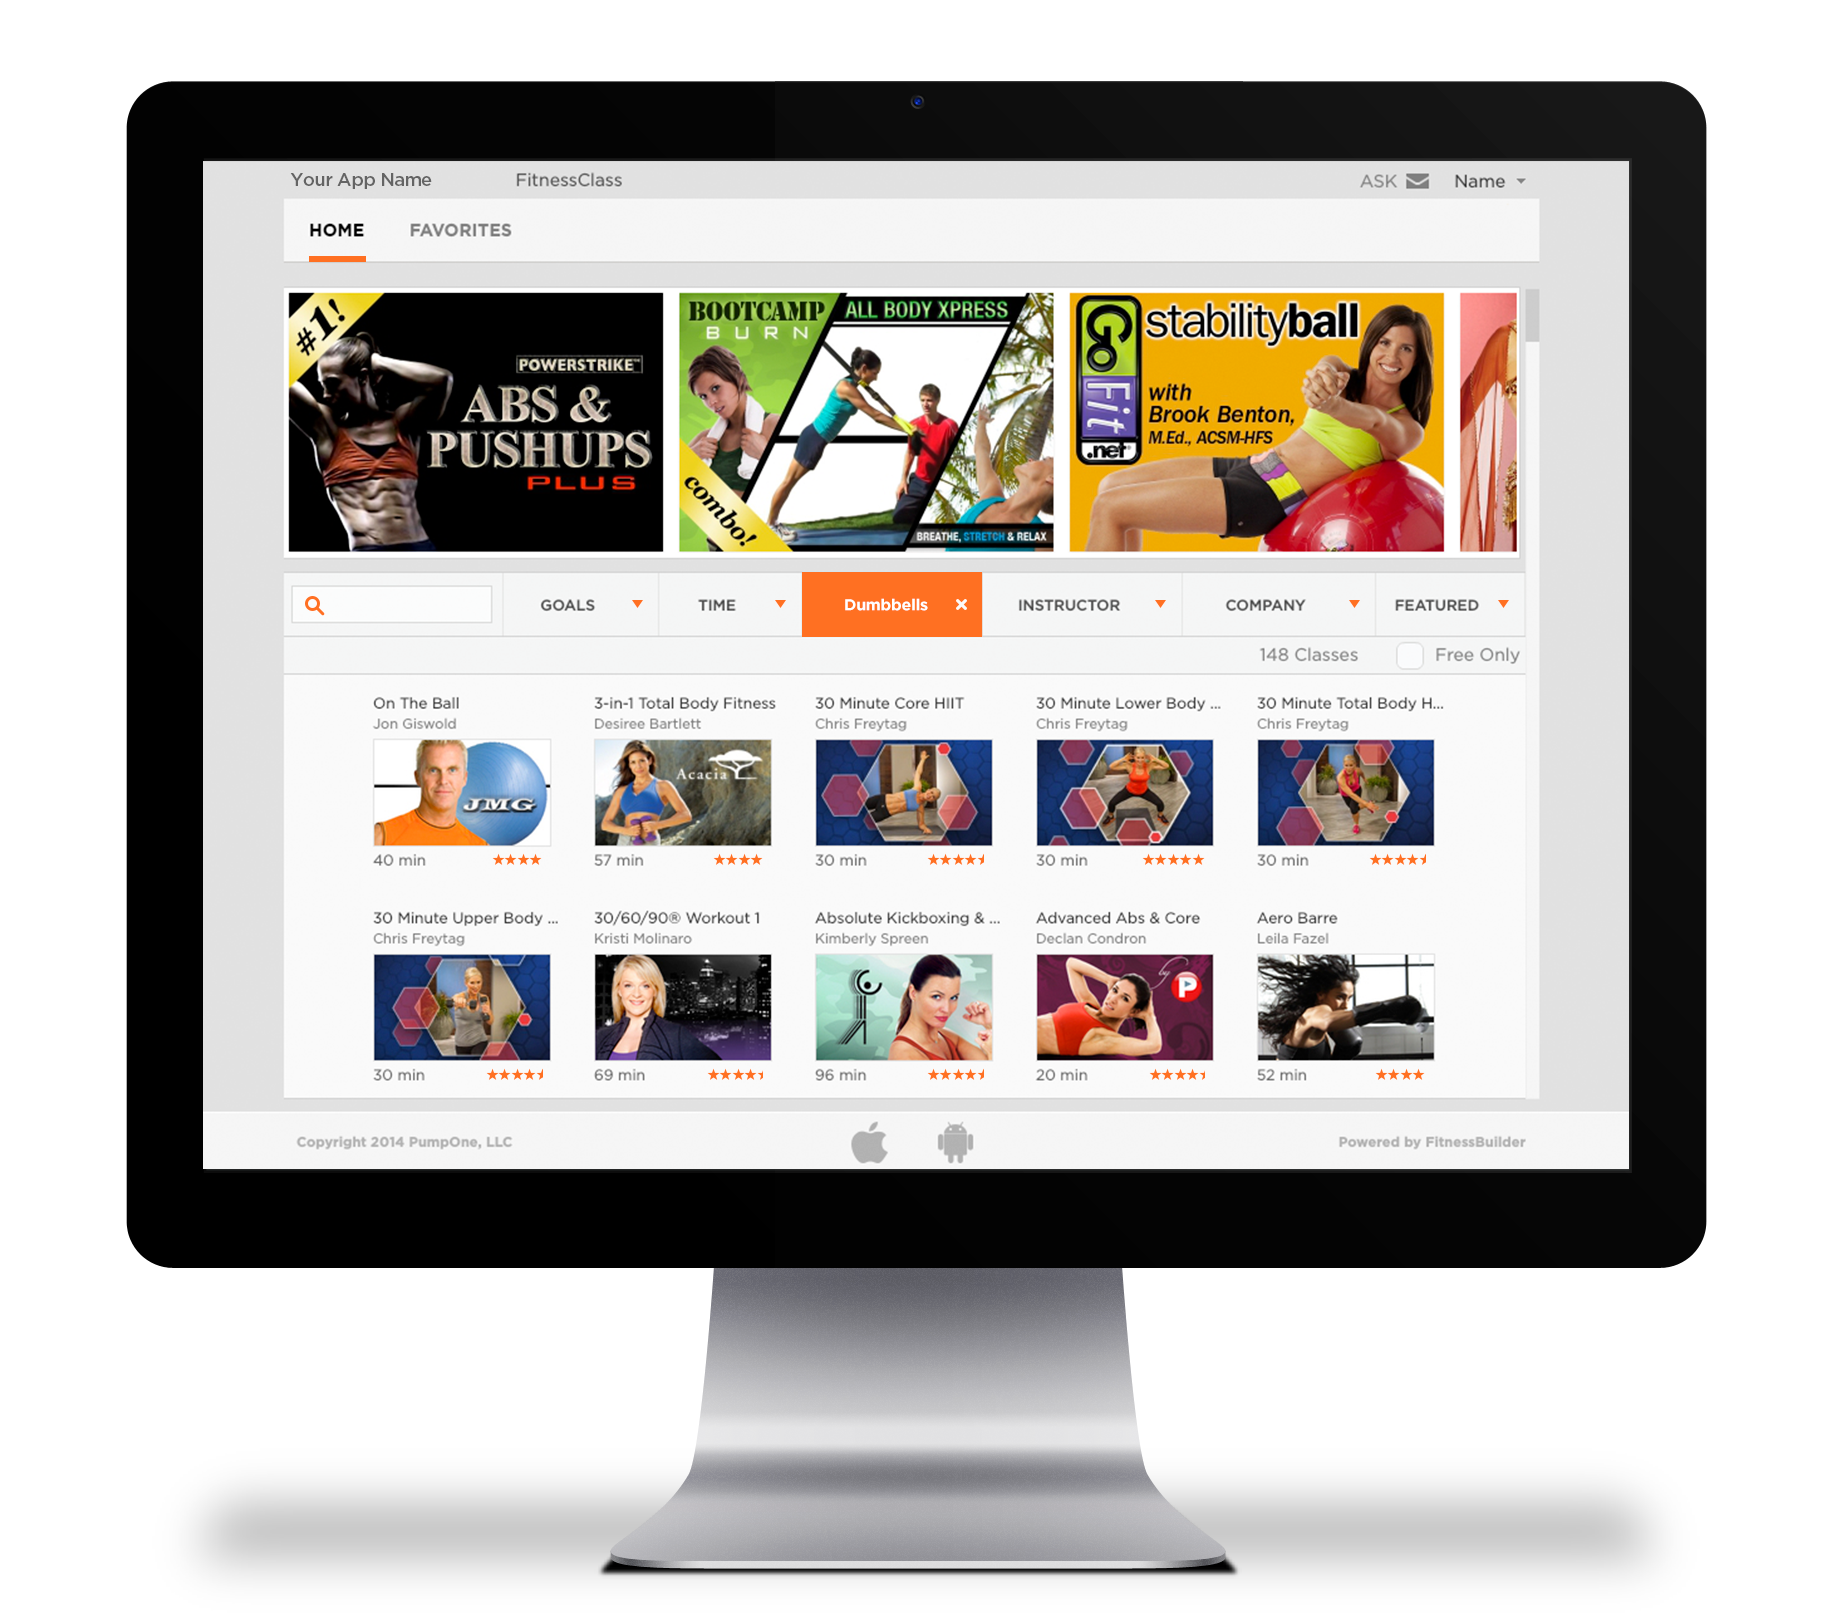 Your App Name
FitnessClass
ASK
Name
HOME
FAVORITES
#1!
POWERSTRIKE™
ABS &
PUSHUPS
PLUS
BOOTCAMP
BURN
ALL BODY XPRESS
combo!
BREATHE, STRETCH & RELAX
GoFit
.net®
stabilityball
with
Brook Benton,
M.Ed., ACSM-HFS
GOALS
TIME
Dumbbells ×
INSTRUCTOR
COMPANY
FEATURED
148 Classes
Free Only
On The Ball
Jon Giswold
JMG
40 min
3-in-1 Total Body Fitness
Desiree Bartlett
Acacia
57 min
30 Minute Core HIIT
Chris Freytag
30 min
30 Minute Lower Body ...
Chris Freytag
30 min
30 Minute Total Body H...
Chris Freytag
30 min
30 Minute Upper Body ...
Chris Freytag
30 min
30/60/90® Workout 1
Kristi Molinaro
69 min
Absolute Kickboxing & ...
Kimberly Spreen
96 min
Advanced Abs & Core
Declan Condron
by P
20 min
Aero Barre
Leila Fazel
52 min
Copyright 2014 PumpOne, LLC
Powered by FitnessBuilder